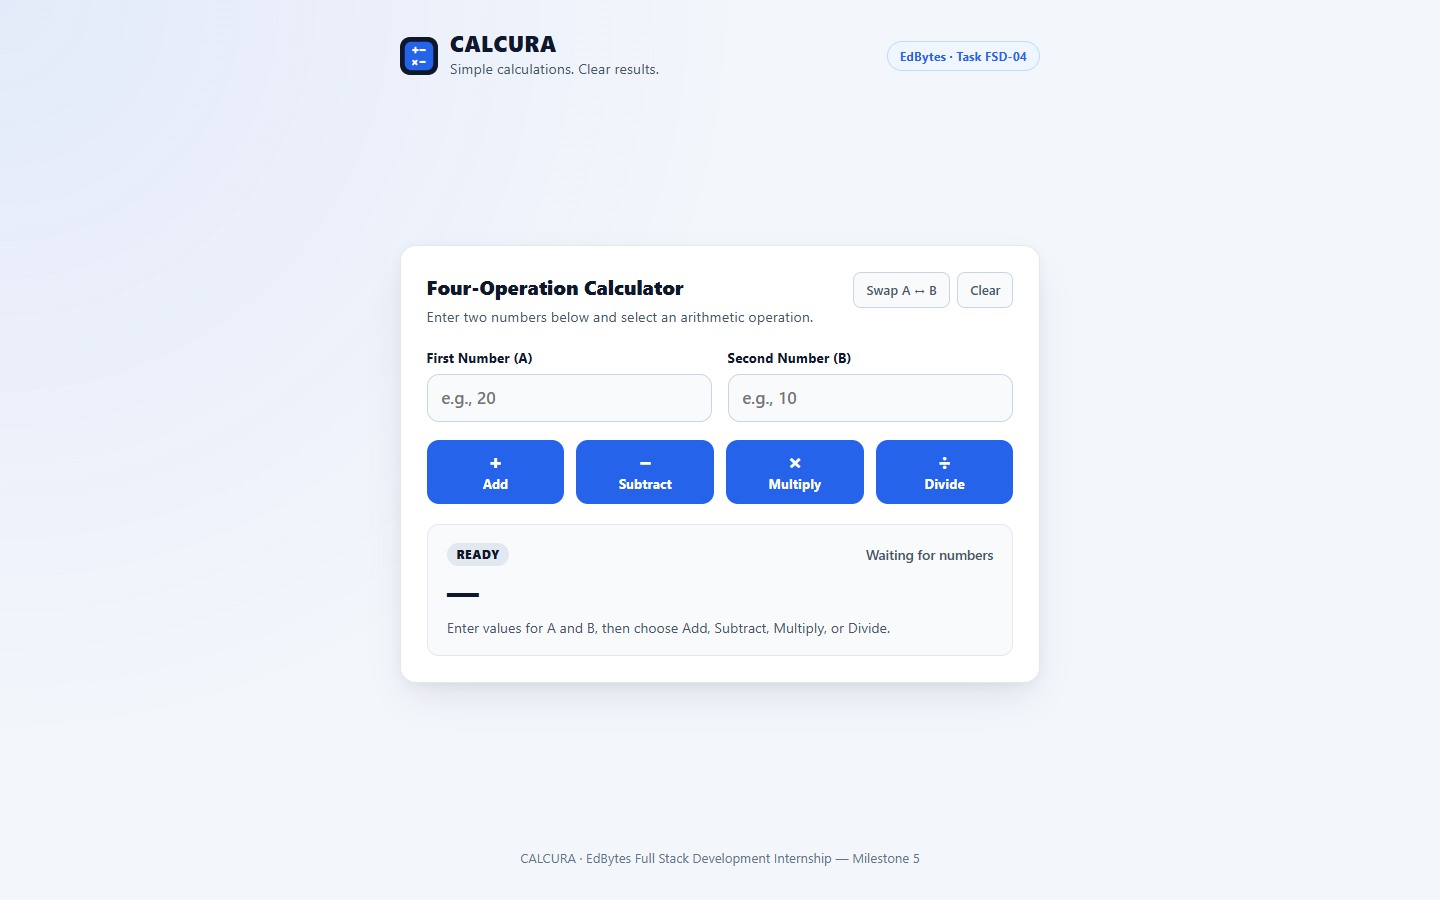 CALCURA
Simple calculations. Clear results.
EdBytes · Task FSD-04
Four-Operation Calculator
Enter two numbers below and select an arithmetic operation.
Swap A ↔ B
Clear
First Number (A)
Second Number (B)
e.g., 20
e.g., 10
+
Add
−
Subtract
×
Multiply
÷
Divide
READY
Waiting for numbers
—
Enter values for A and B, then choose Add, Subtract, Multiply, or Divide.
CALCURA · EdBytes Full Stack Development Internship — Milestone 5